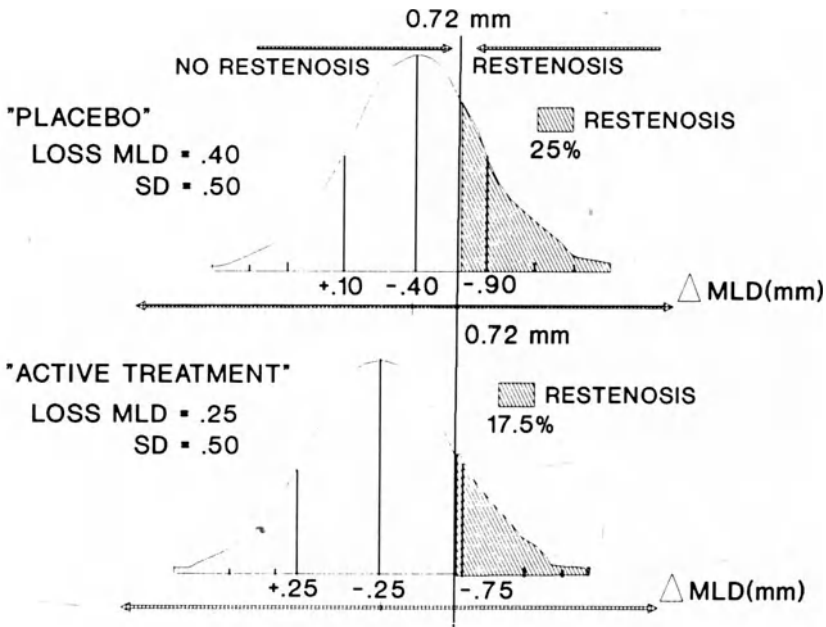 0.72 mm
NO RESTENOSIS
RESTENOSIS
"PLACEBO"
LOSS MLD = .40
SD = .50
RESTENOSIS
25%
+.10
-.40
-.90
△ MLD(mm)
0.72 mm
"ACTIVE TREATMENT"
LOSS MLD = .25
SD = .50
RESTENOSIS
17.5%
+.25
-.25
-.75
△ MLD(mm)